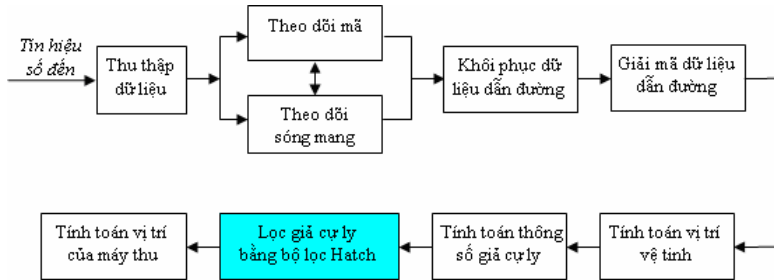 Tín hiệu
số đến
Thu thập
dữ liệu
Theo dõi mã
Theo dõi
sóng mang
Khôi phục dữ
liệu dẫn đường
Giải mã dữ liệu
dẫn đường
Tính toán vị trí
của máy thu
Lọc giả cự ly
bằng bộ lọc Hatch
Tính toán thông
số giả cự ly
Tính toán vị trí
vệ tinh